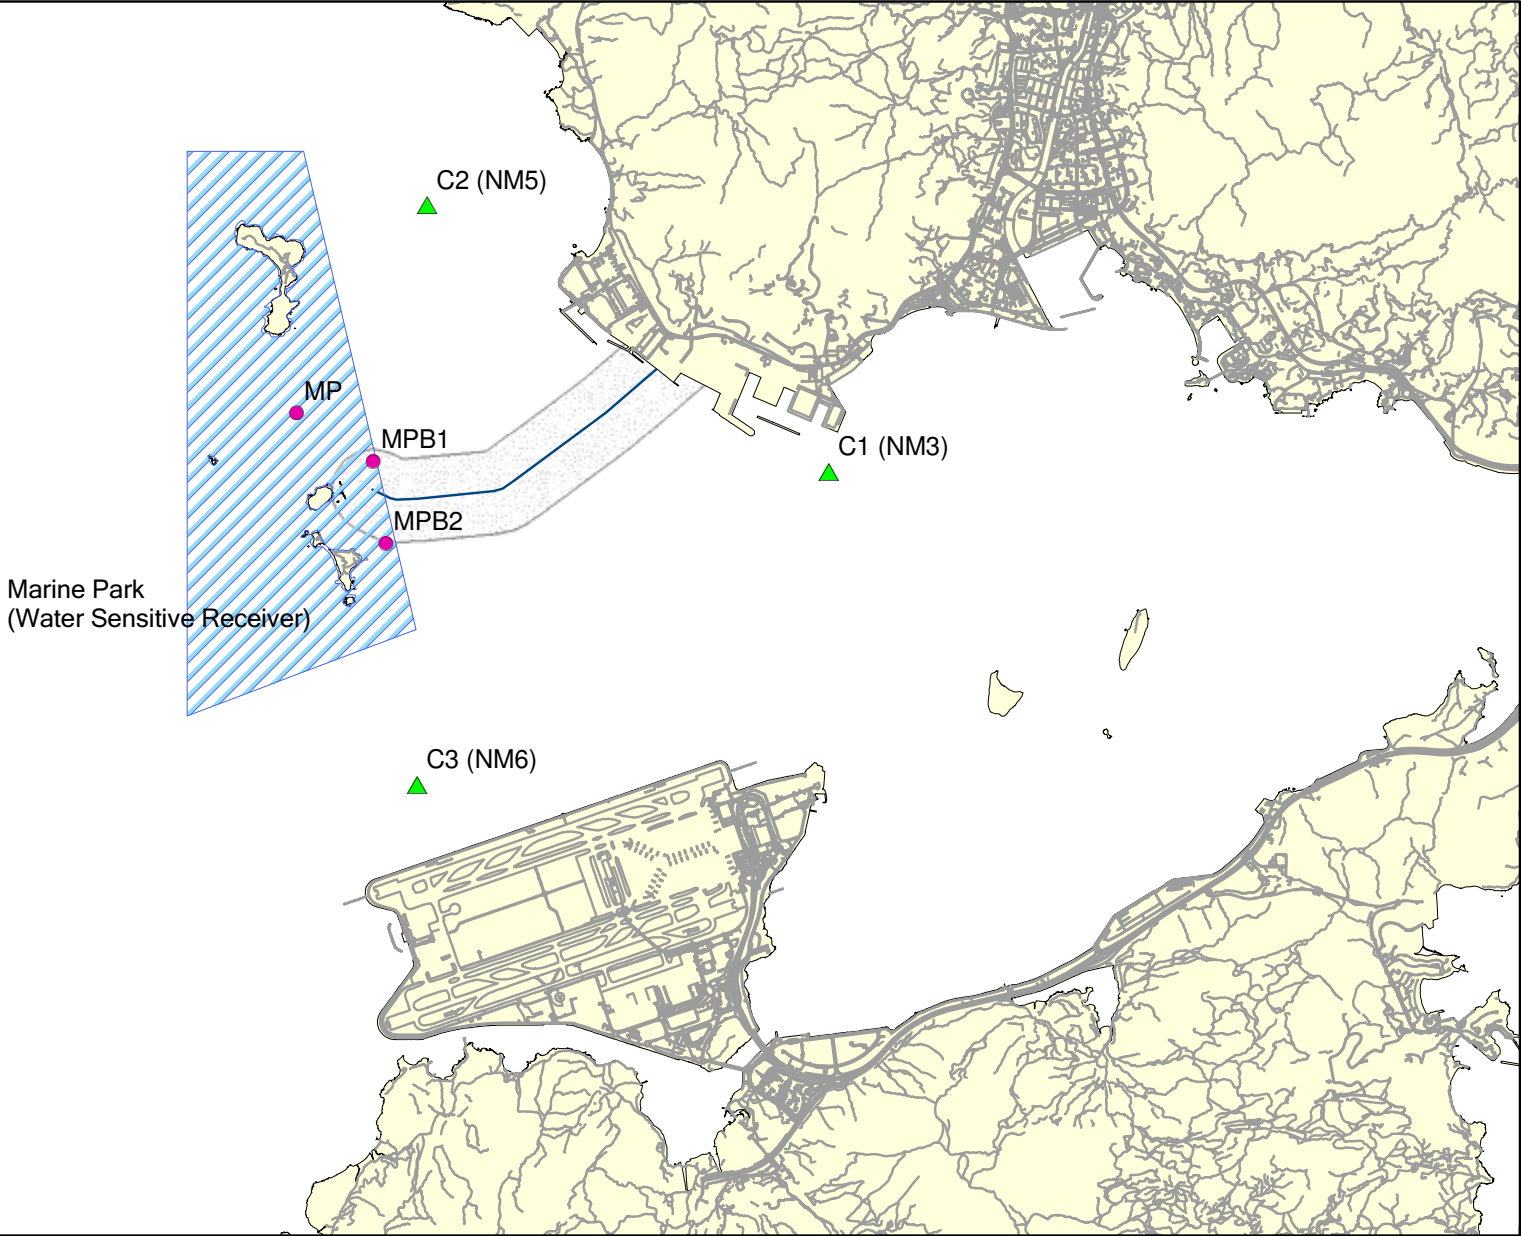 C2 (NM5)
MP
MPB1
C1 (NM3)
MPB2
Marine Park
(Water Sensitive Receiver)
C3 (NM6)